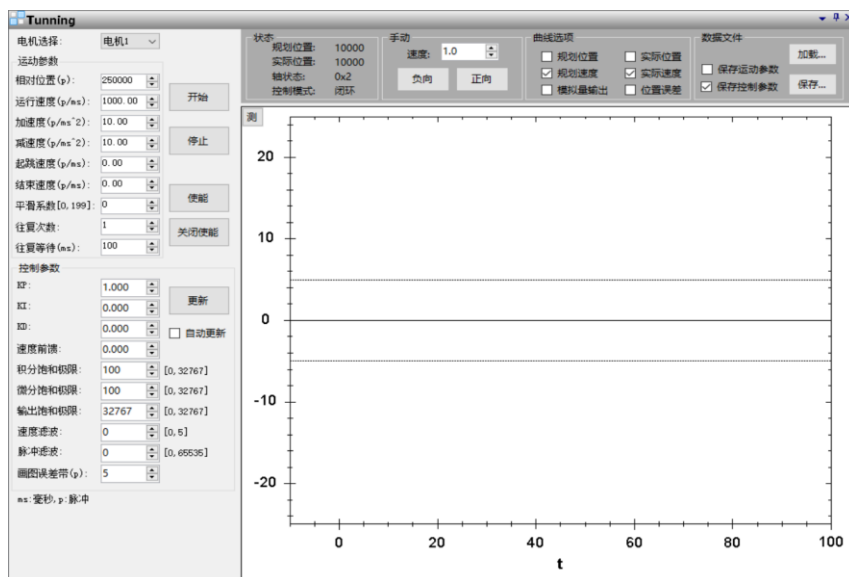 Tunning
电机选择: 电机1
运动参数
相对位置(p): 250000
运行速度(p/ms): 1000.00
加速度(p/ms^2): 10.00
减速度(p/ms^2): 10.00
起跳速度(p/ms): 0.00
结束速度(p/ms): 0.00
平滑系数[0,199]: 0
往复次数: 1
往复等待(ms): 100
开始
停止
使能
关闭使能
控制参数
KP: 1.000
KI: 0.000
KD: 0.000
更新
自动更新
速度前馈: 0.000
积分饱和极限: 100 [0,32767]
微分饱和极限: 100 [0,32767]
输出饱和极限: 32767 [0,32767]
速度滤波: 0 [0,5]
脉冲滤波: 0 [0,65535]
画图误差带(p): 5
ms:毫秒,p:脉冲
状态
规划位置: 10000
实际位置: 10000
轴状态: 0x2
控制模式: 闭环
手动
速度: 1.0
负向 正向
曲线选项
规划位置 实际位置
规划速度 实际速度
模拟量输出 位置误差
数据文件
保存运动参数
保存控制参数
加载...
保存...
测
20
10
0
-10
-20
0 20 40 60 80 100
t